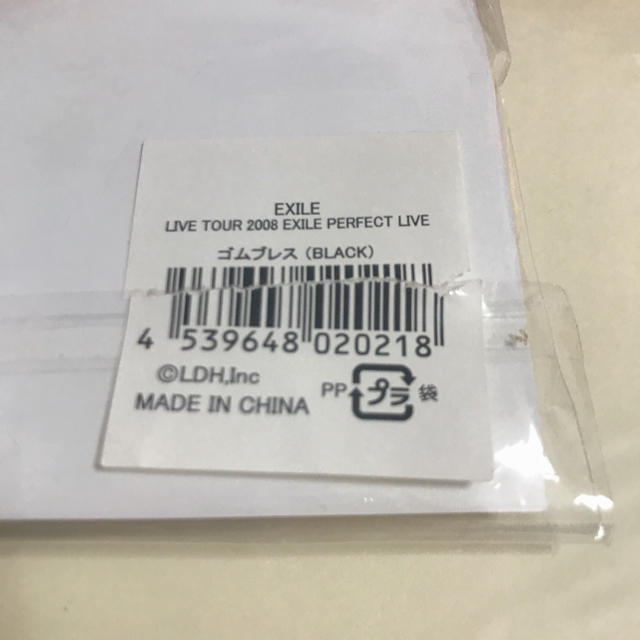 EXILE
LIVE TOUR 2008 EXILE PERFECT LIVE
ゴムブレス (BLACK)
4 539648 020218
©LDH,Inc
PP プラ 袋
MADE IN CHINA